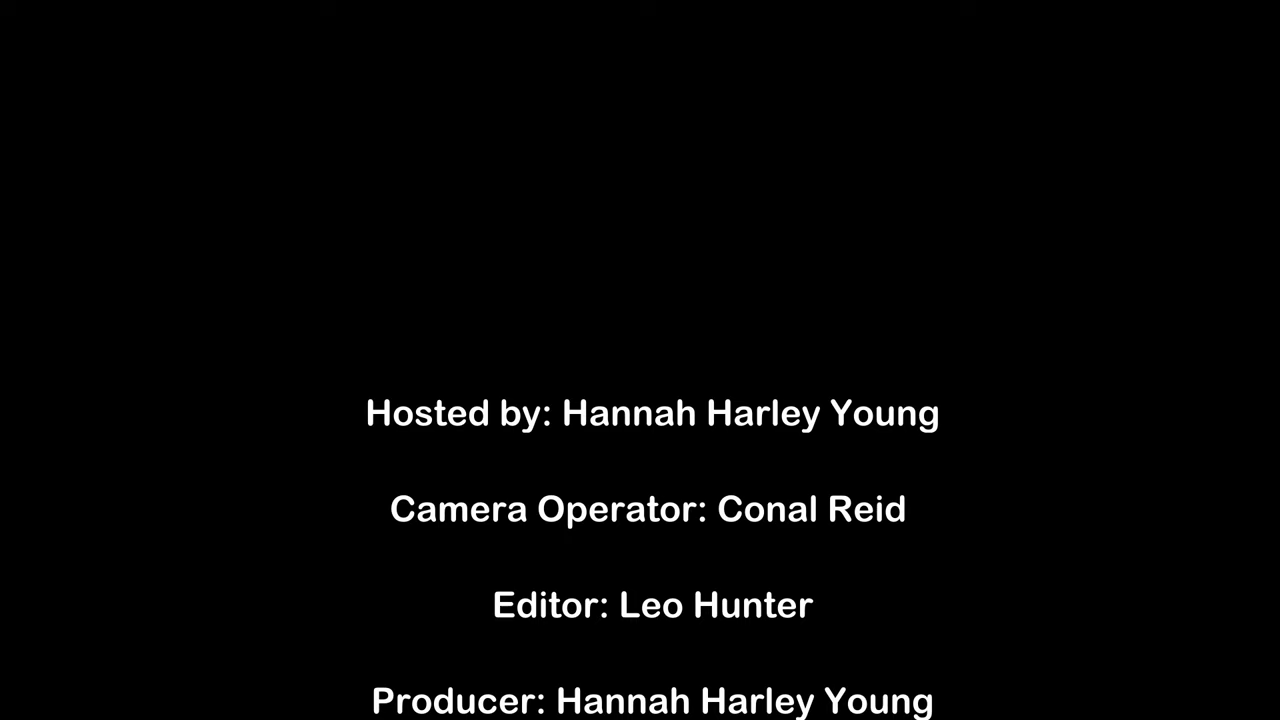 Hosted by: Hannah Harley Young
Camera Operator: Conal Reid
Editor: Leo Hunter
Producer: Hannah Harley Young